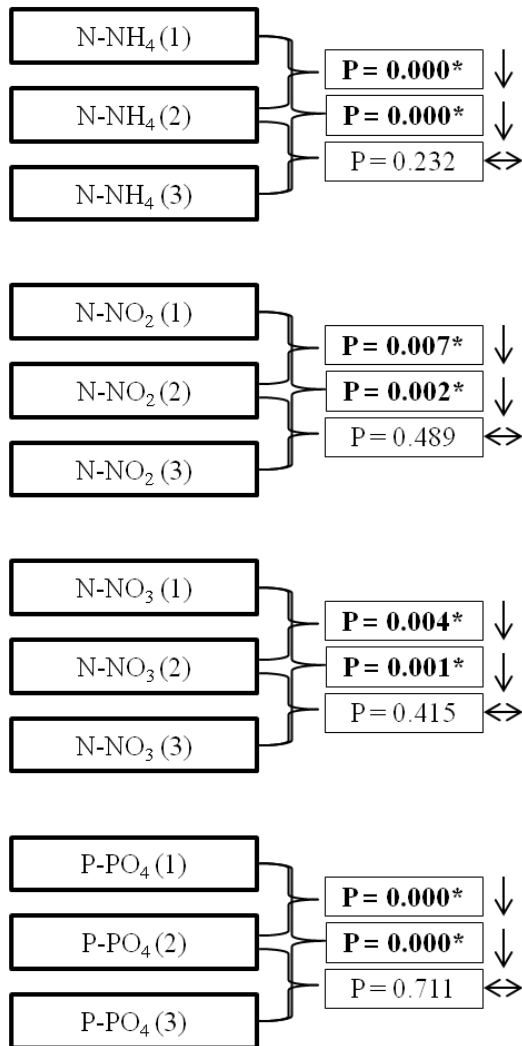 N-NH₄ (1)
P = 0.000*
N-NH₄ (2)
P = 0.000*
P = 0.232
N-NH₄ (3)
N-NO₂ (1)
P = 0.007*
N-NO₂ (2)
P = 0.002*
P = 0.489
N-NO₂ (3)
N-NO₃ (1)
P = 0.004*
N-NO₃ (2)
P = 0.001*
P = 0.415
N-NO₃ (3)
P-PO₄ (1)
P = 0.000*
P-PO₄ (2)
P = 0.000*
P = 0.711
P-PO₄ (3)